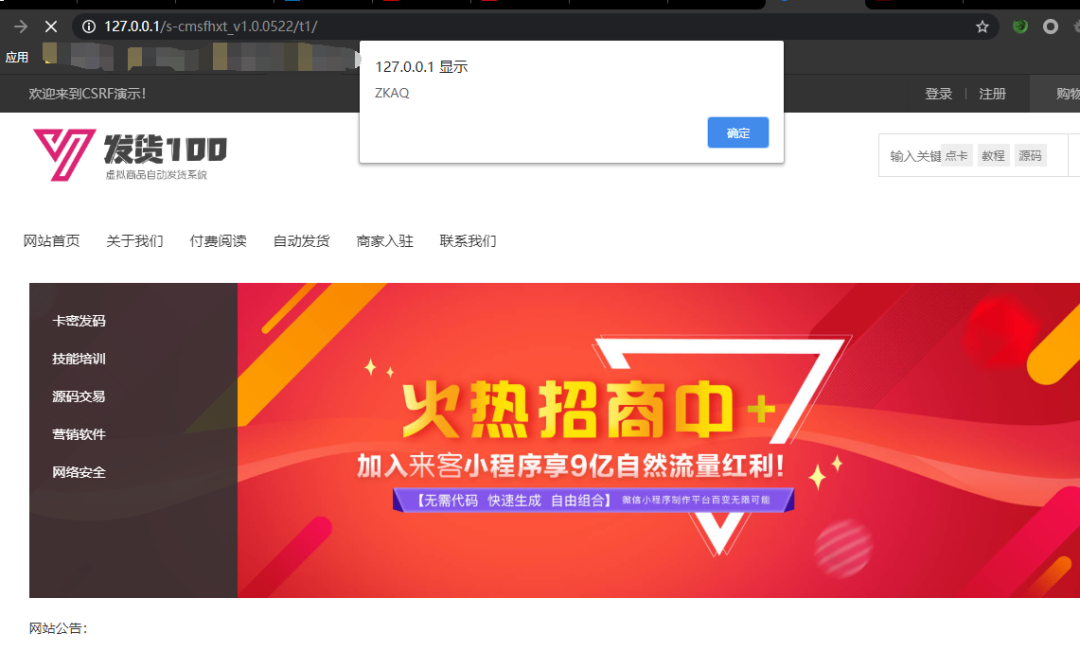 127.0.0.1/s-cmsfhxt_v1.0.0522/t1/
应用
127.0.0.1 显示
ZKAQ
确定
欢迎来到CSRF演示!
登录 | 注册
购物
发货100
虚拟商品自动发货系统
输入关键 点卡 教程 源码
网站首页 关于我们 付费阅读 自动发货 商家入驻 联系我们
卡密发码
技能培训
源码交易
营销软件
网络安全
火热招商中+
加入来客小程序享9亿自然流量红利!
【无需代码 快速生成 自由组合】 微信小程序制作平台百变无限可能
网站公告: